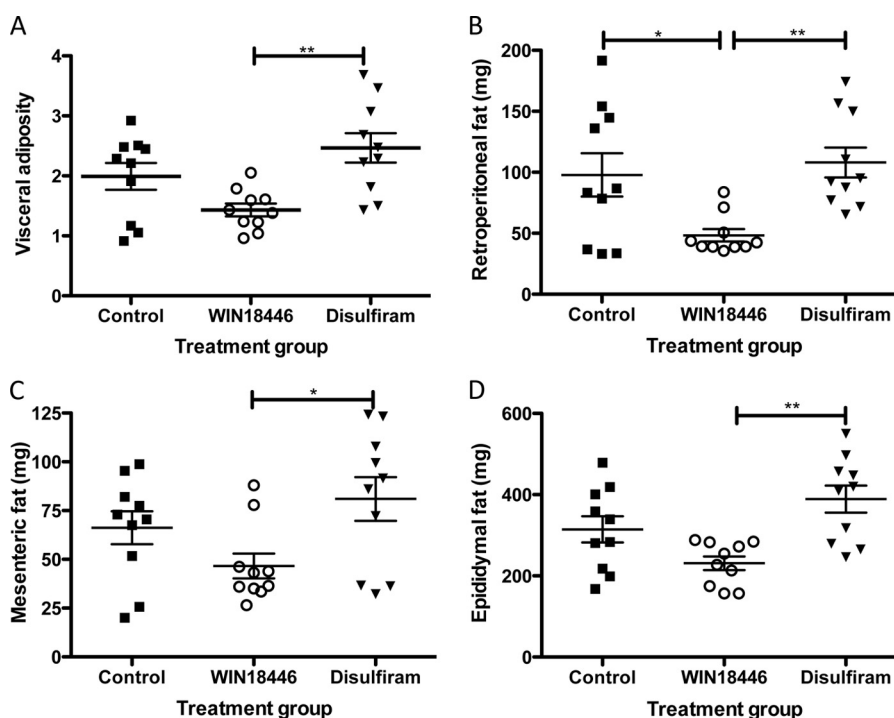 A
**
4
3
2
1
0
Visceral adiposity
Control WIN18446 Disulfiram
Treatment group
B
* **
200
150
100
50
0
Retroperitoneal fat (mg)
Control WIN18446 Disulfiram
Treatment group
C
*
125
100
75
50
25
0
Mesenteric fat (mg)
Control WIN18446 Disulfiram
Treatment group
D
**
600
400
200
0
Epididymal fat (mg)
Control WIN18446 Disulfiram
Treatment group